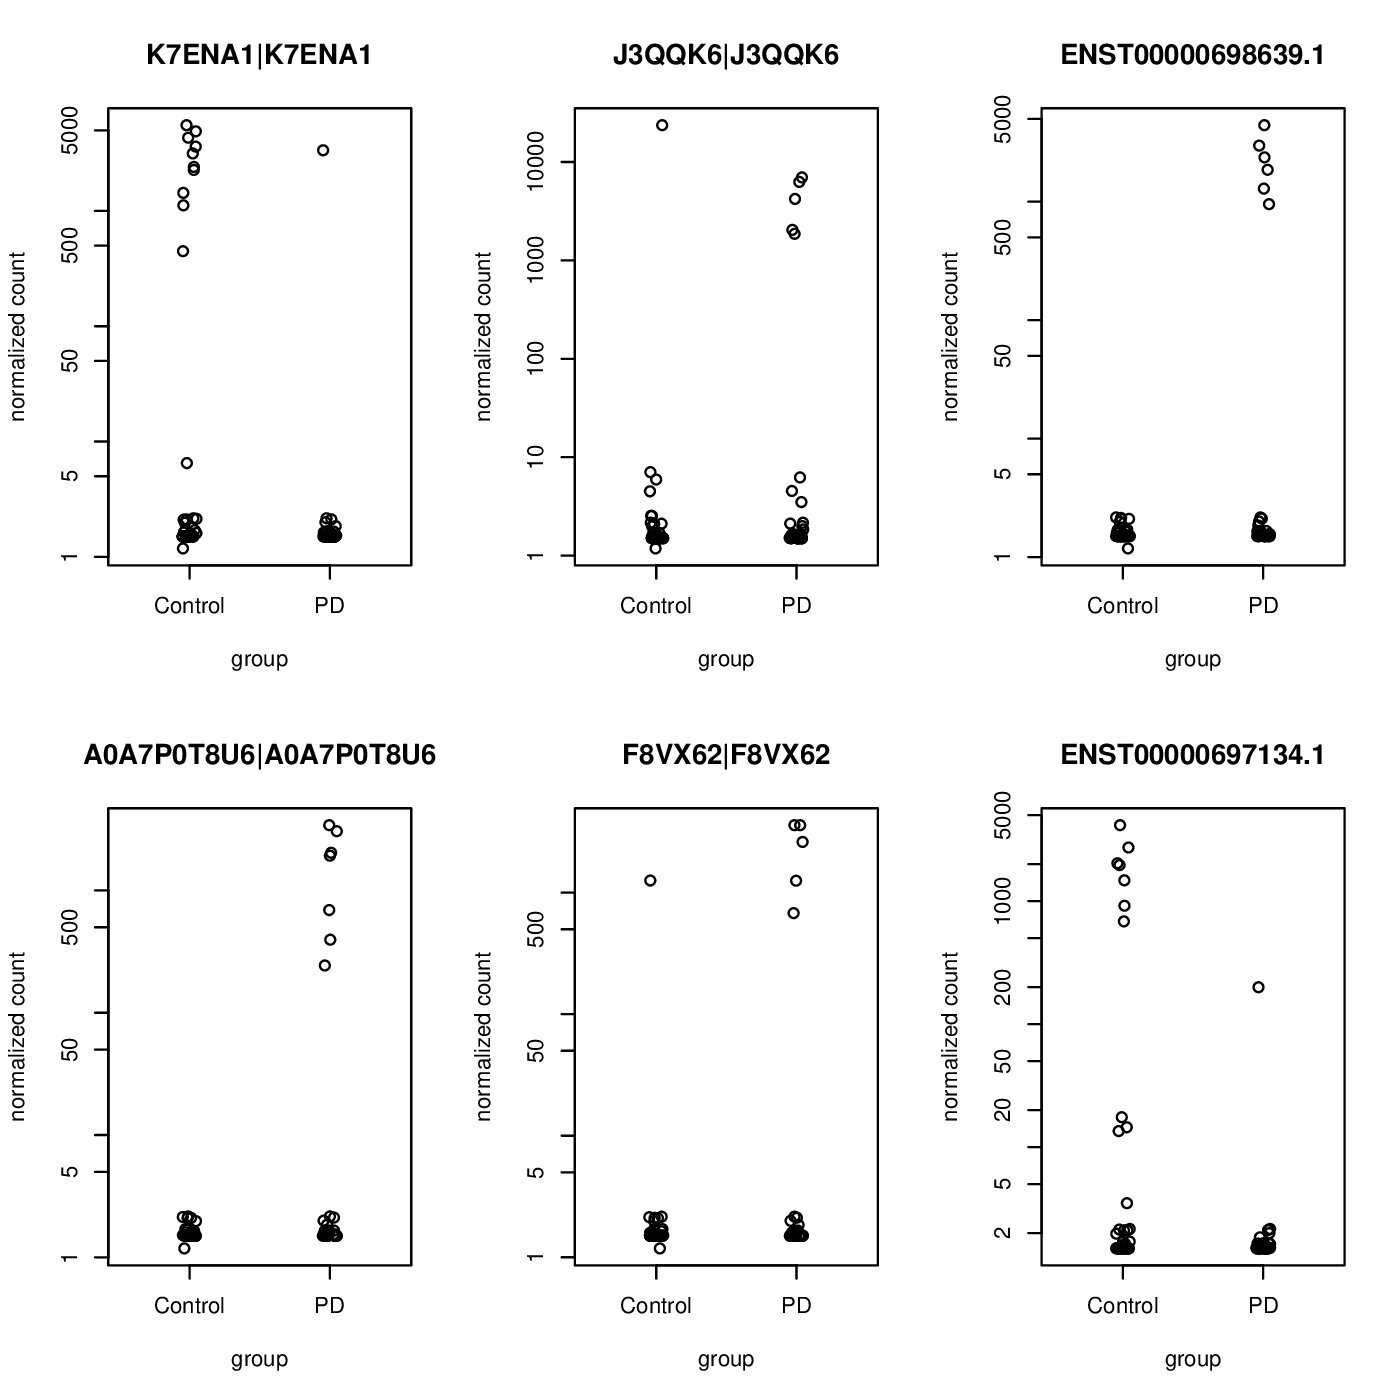 K7ENA1|K7ENA1
normalized count
5000
500
50
5
1
Control PD
group
J3QQK6|J3QQK6
normalized count
10000
1000
100
10
1
Control PD
group
ENST00000698639.1
normalized count
5000
500
50
5
1
Control PD
group
A0A7P0T8U6|A0A7P0T8U6
normalized count
500
50
5
1
Control PD
group
F8VX62|F8VX62
normalized count
500
50
5
1
Control PD
group
ENST00000697134.1
normalized count
5000
1000
200
50
20
5
2
Control PD
group